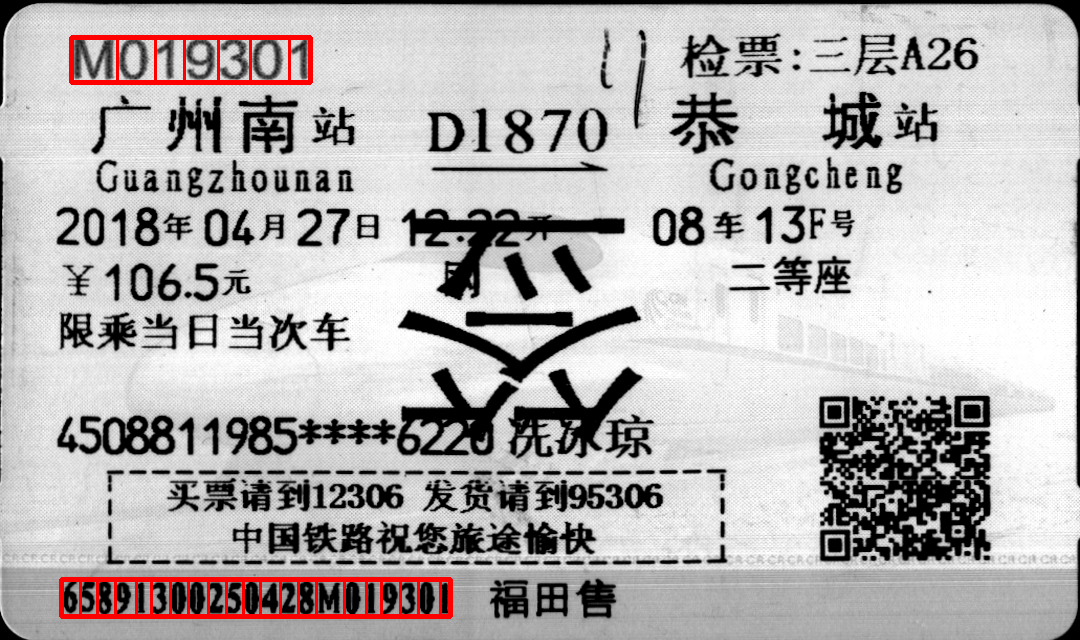 M019301 检票:三层A26
广州南站 D1870 恭城站
Guangzhounan Gongcheng
2018年04月27日 12:22开 08车13F号
¥106.5元 网 二等座
限乘当日当次车
4508811985****6220 冼冰琼
买票请到12306 发货请到95306
中国铁路祝您旅途愉快
65891300250428M019301 福田售